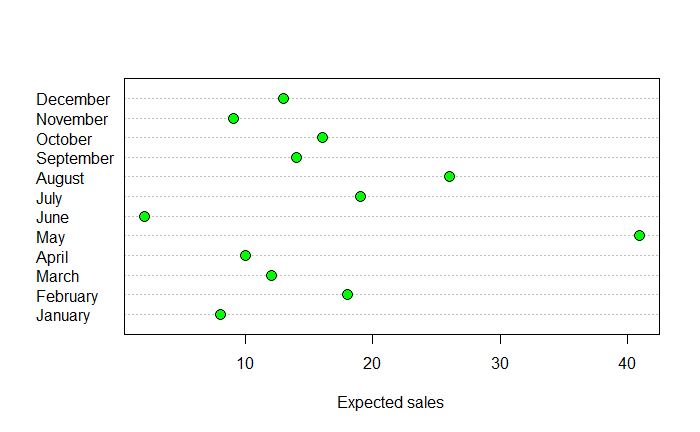 December
November
October
September
August
July
June
May
April
March
February
January
10 20 30 40
Expected sales